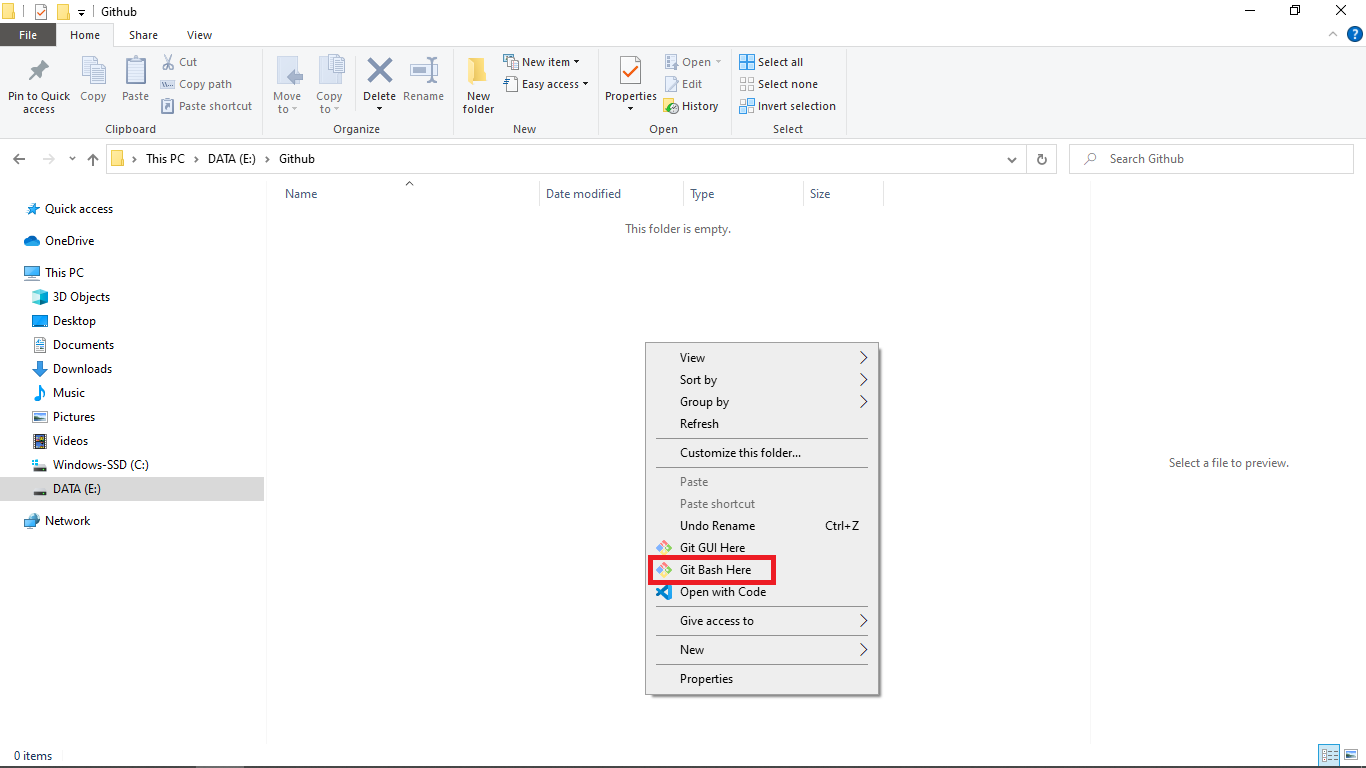 Github
File Home Share View
Pin to Quick access
Copy
Paste
Cut
Copy path
Paste shortcut
Clipboard
Move to
Copy to
Delete
Rename
Organize
New folder
New item
Easy access
New
Properties
Open
Edit
History
Open
Select all
Select none
Invert selection
Select
This PC > DATA (E:) > Github
Search Github
Name Date modified Type Size
This folder is empty.
Quick access
OneDrive
This PC
3D Objects
Desktop
Documents
Downloads
Music
Pictures
Videos
Windows-SSD (C:)
DATA (E:)
Network
View
Sort by
Group by
Refresh
Customize this folder...
Paste
Paste shortcut
Undo Rename Ctrl+Z
Git GUI Here
Git Bash Here
Open with Code
Give access to
New
Properties
Select a file to preview.
0 items